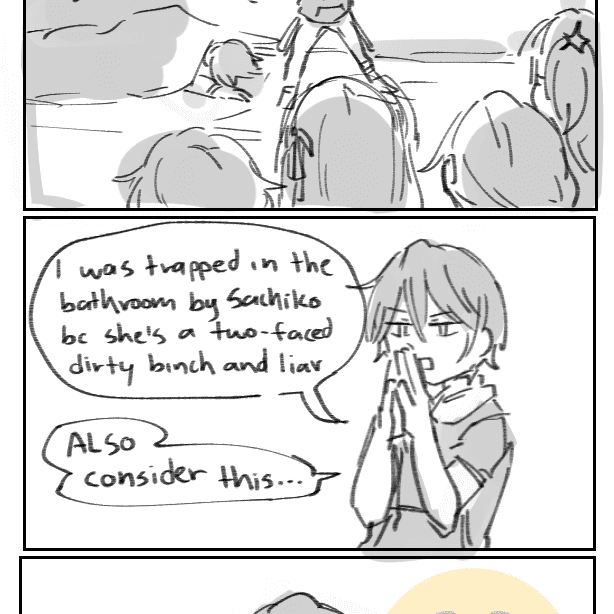 I was trapped in the
bathroom by Sachiko
bc she's a two-faced
dirty binch and liar
ALSO
consider this...